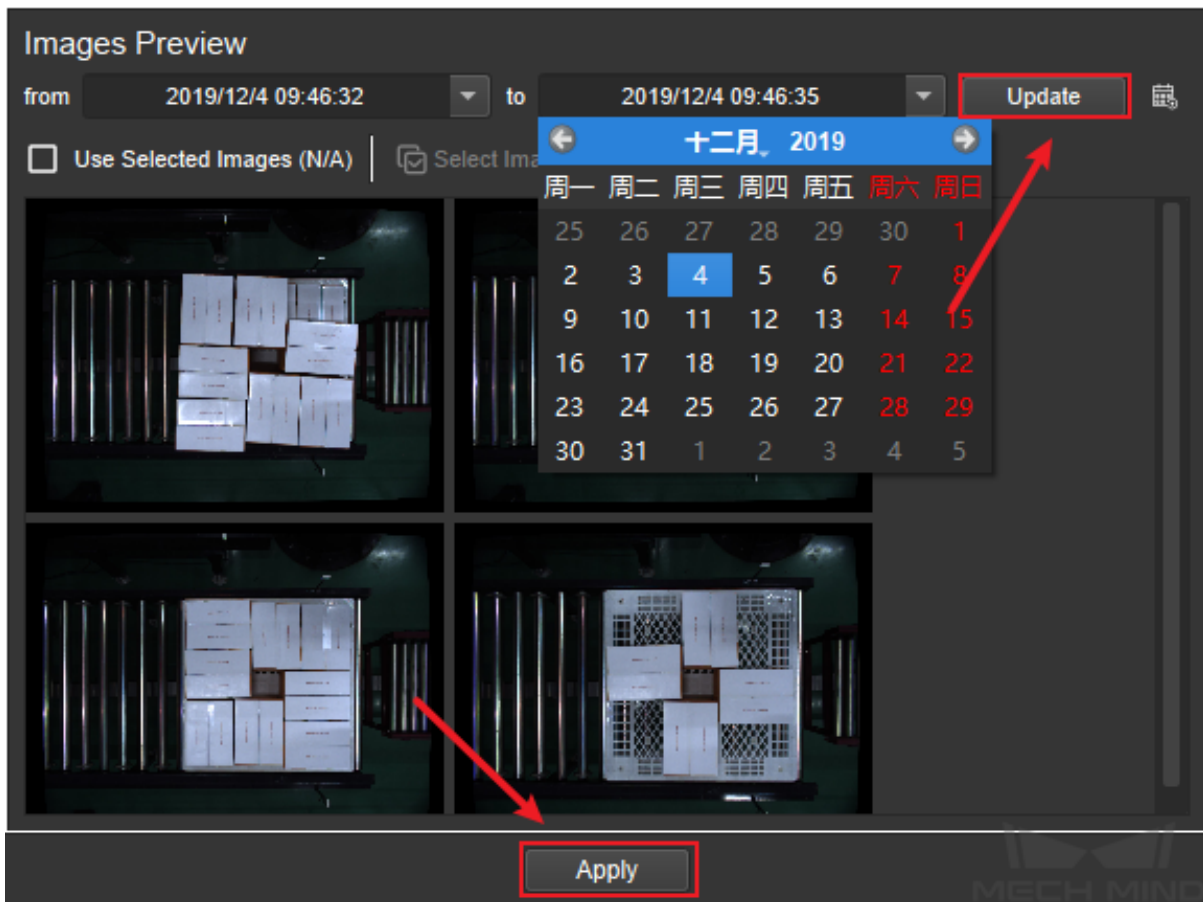 Images Preview
from 2019/12/4 09:46:32 to 2019/12/4 09:46:35 Update
Use Selected Images (N/A) Select Ima
十二月, 2019
周一 周二 周三 周四 周五 周六 周日
25 26 27 28 29 30 1
2 3 4 5 6 7 8
9 10 11 12 13 14 15
16 17 18 19 20 21 22
23 24 25 26 27 28 29
30 31 1 2 3 4 5
Apply
MECH MIND